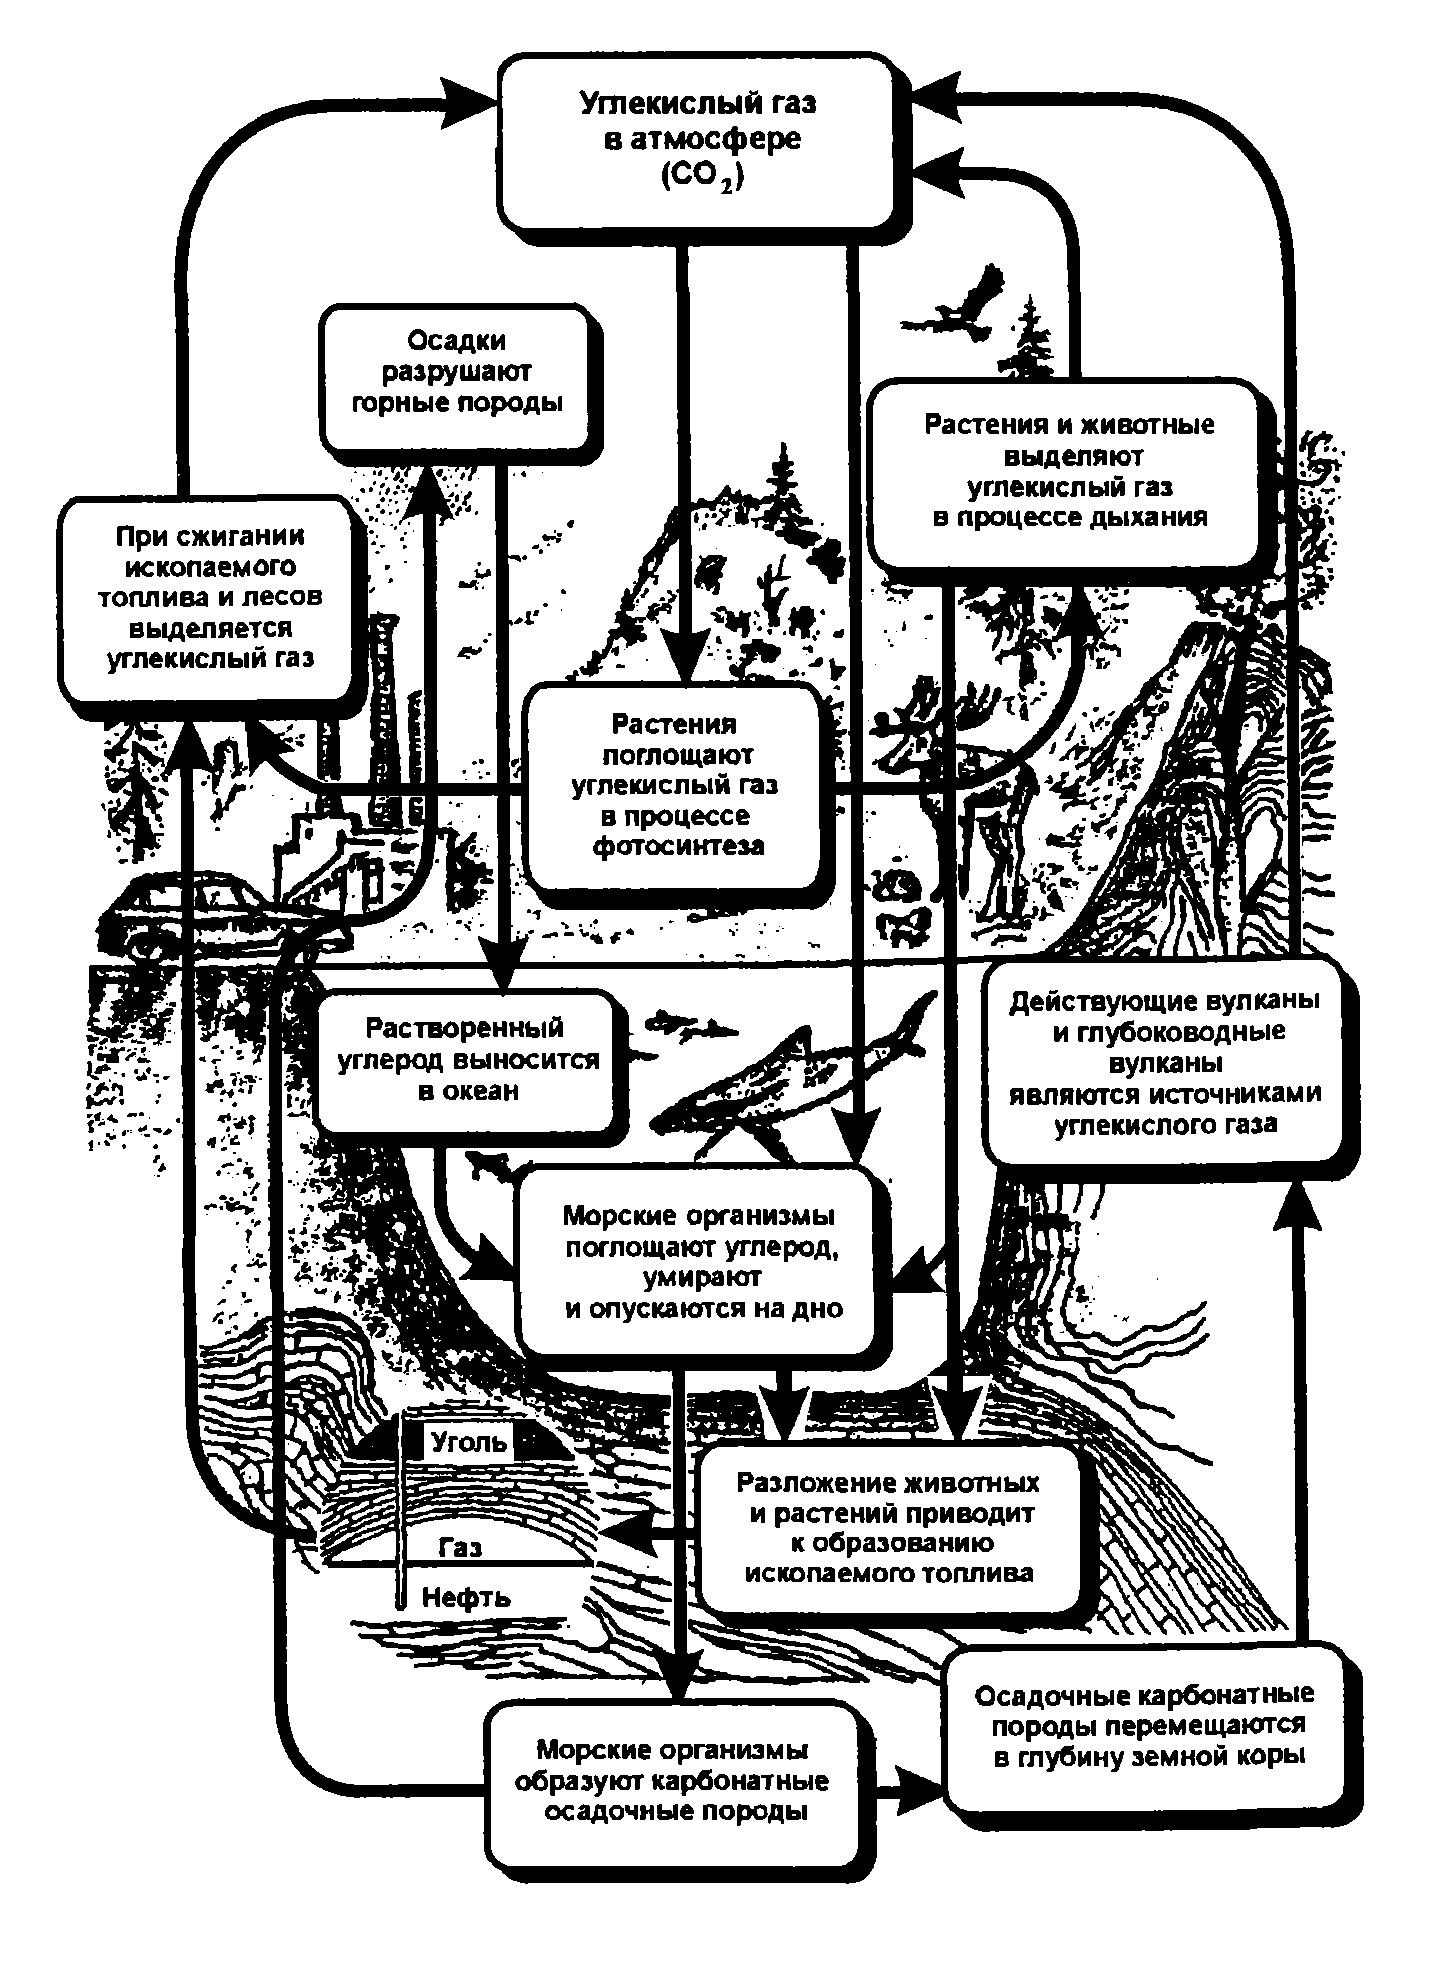 Углекислый газ
в атмосфере
(CO2)
Осадки
разрушают
горные породы
Растения и животные
выделяют
углекислый газ
в процессе дыхания
При сжигании
ископаемого
топлива и лесов
выделяется
углекислый газ
Растения
поглощают
углекислый газ
в процессе
фотосинтеза
Растворенный
углерод выносится
в океан
Действующие вулканы
и глубоководные
вулканы
являются источниками
углекислого газа
Морские организмы
поглощают углерод,
умирают
и опускаются на дно
Уголь
Газ
Нефть
Разложение животных
и растений приводит
к образованию
ископаемого топлива
Осадочные карбонатные
породы перемещаются
в глубину земной коры
Морские организмы
образуют карбонатные
осадочные породы